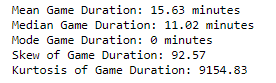 Mean Game Duration: 15.63 minutes
Median Game Duration: 11.02 minutes
Mode Game Duration: 0 minutes
Skew of Game Duration: 92.57
Kurtosis of Game Duration: 9154.83